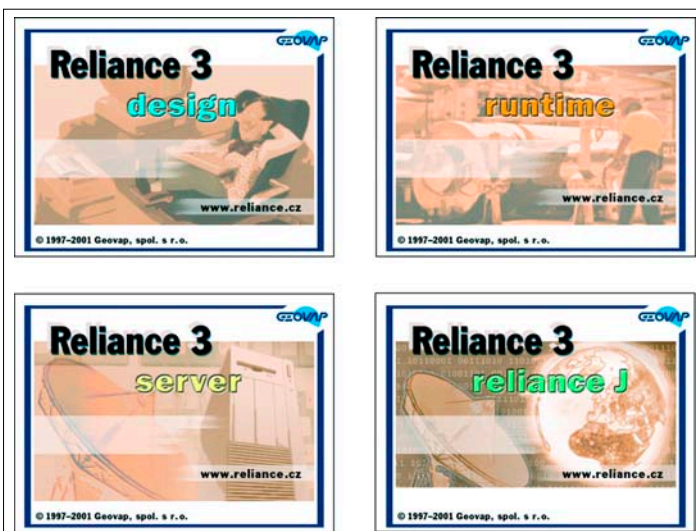 GEOVAP
Reliance 3
design
www.reliance.cz
© 1997–2001 Geovap, spol. s r.o.
GEOVAP
Reliance 3
runtime
www.reliance.cz
© 1997–2001 Geovap, spol. s r.o.
GEOVAP
Reliance 3
server
www.reliance.cz
© 1997–2001 Geovap, spol. s r.o.
GEOVAP
Reliance 3
reliance J
www.reliance.cz
© 1997–2001 Geovap, spol. s r.o.